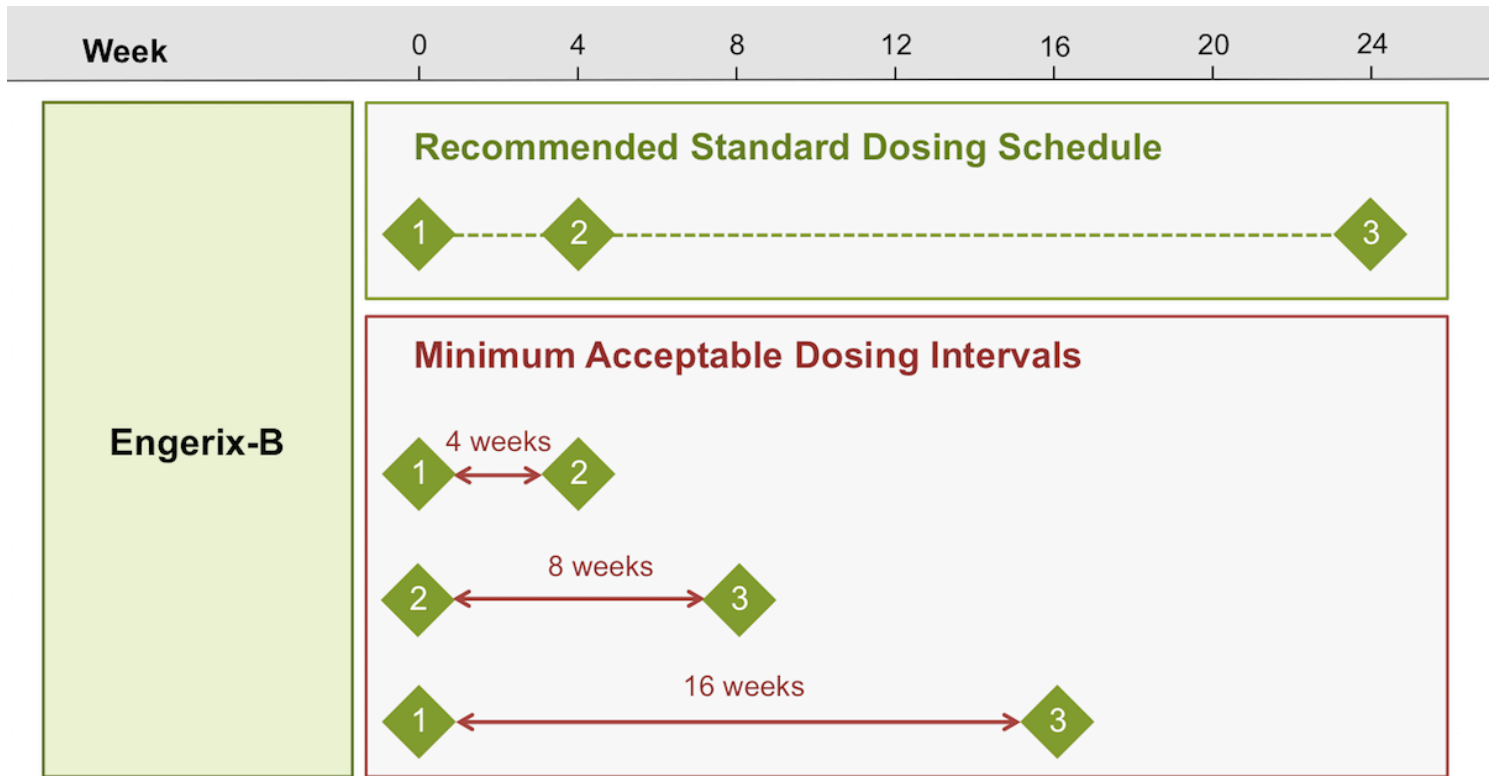 Week 0 4 8 12 16 20 24
Recommended Standard Dosing Schedule
1 2 3
Engerix-B
Minimum Acceptable Dosing Intervals
4 weeks
1 2
8 weeks
2 3
16 weeks
1 3